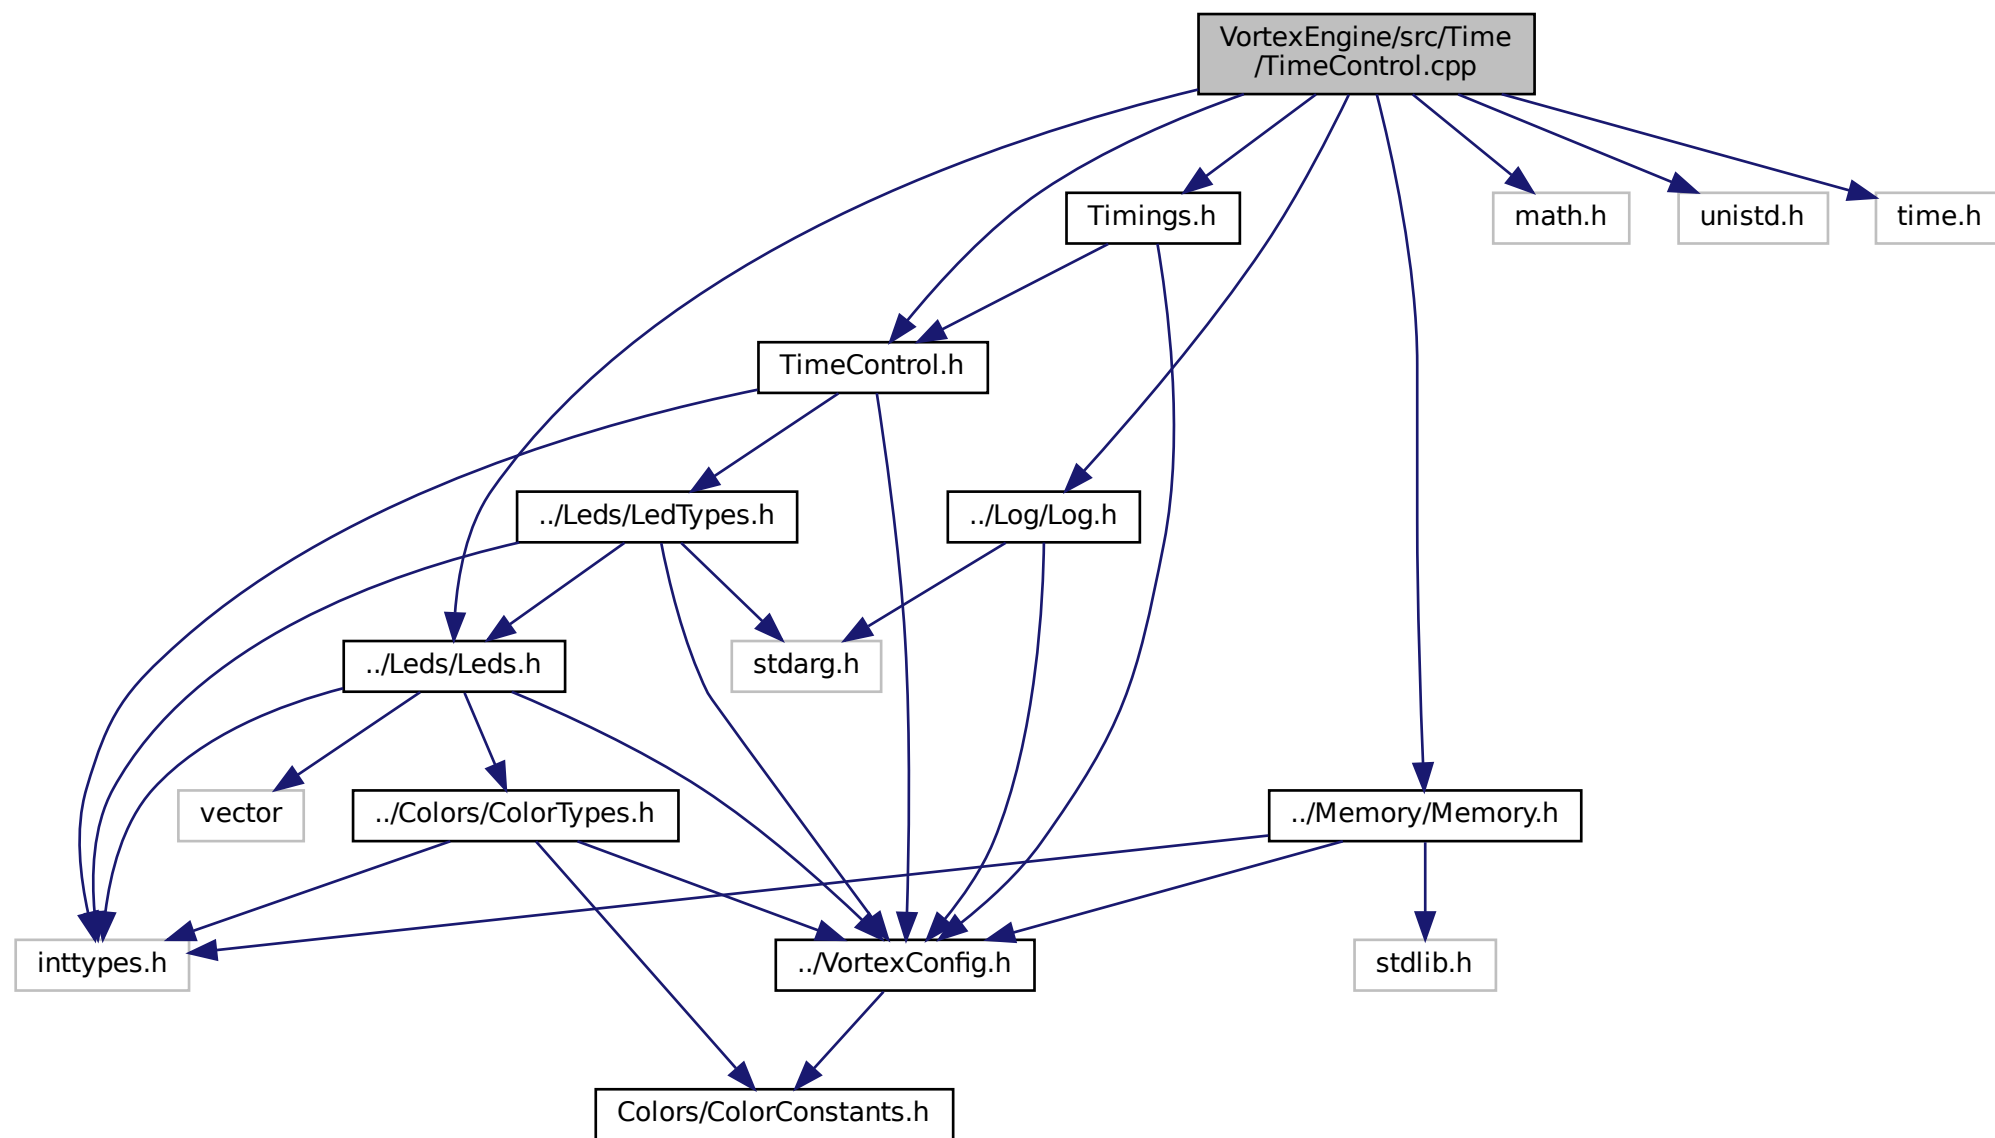 VortexEngine/src/Time
/TimeControl.cpp
Timings.h
math.h
unistd.h
time.h
TimeControl.h
../Leds/LedTypes.h
../Log/Log.h
../Leds/Leds.h
stdarg.h
vector
../Colors/ColorTypes.h
../Memory/Memory.h
inttypes.h
../VortexConfig.h
stdlib.h
Colors/ColorConstants.h